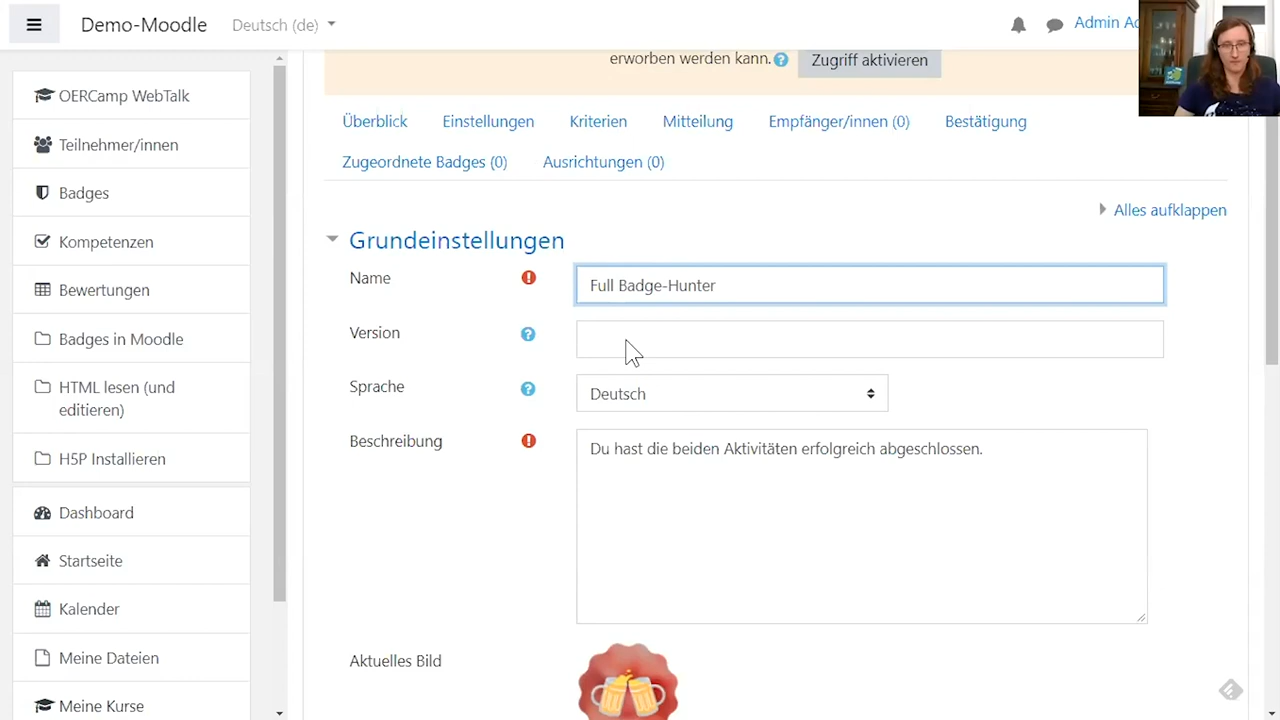 Demo-Moodle
Deutsch (de)
Admin
OERCamp WebTalk
Teilnehmer/innen
Badges
Kompetenzen
Bewertungen
Badges in Moodle
HTML lesen (und
editieren)
H5P Installieren
Dashboard
Startseite
Kalender
Meine Dateien
Meine Kurse
erworben werden kann.
Zugriff aktivieren
Überblick
Einstellungen
Kriterien
Mitteilung
Empfänger/innen (0)
Bestätigung
Zugeordnete Badges (0)
Ausrichtungen (0)
Alles aufklappen
Grundeinstellungen
Name
Full Badge-Hunter
Version
Sprache
Deutsch
Beschreibung
Du hast die beiden Aktivitäten erfolgreich abgeschlossen.
Aktuelles Bild